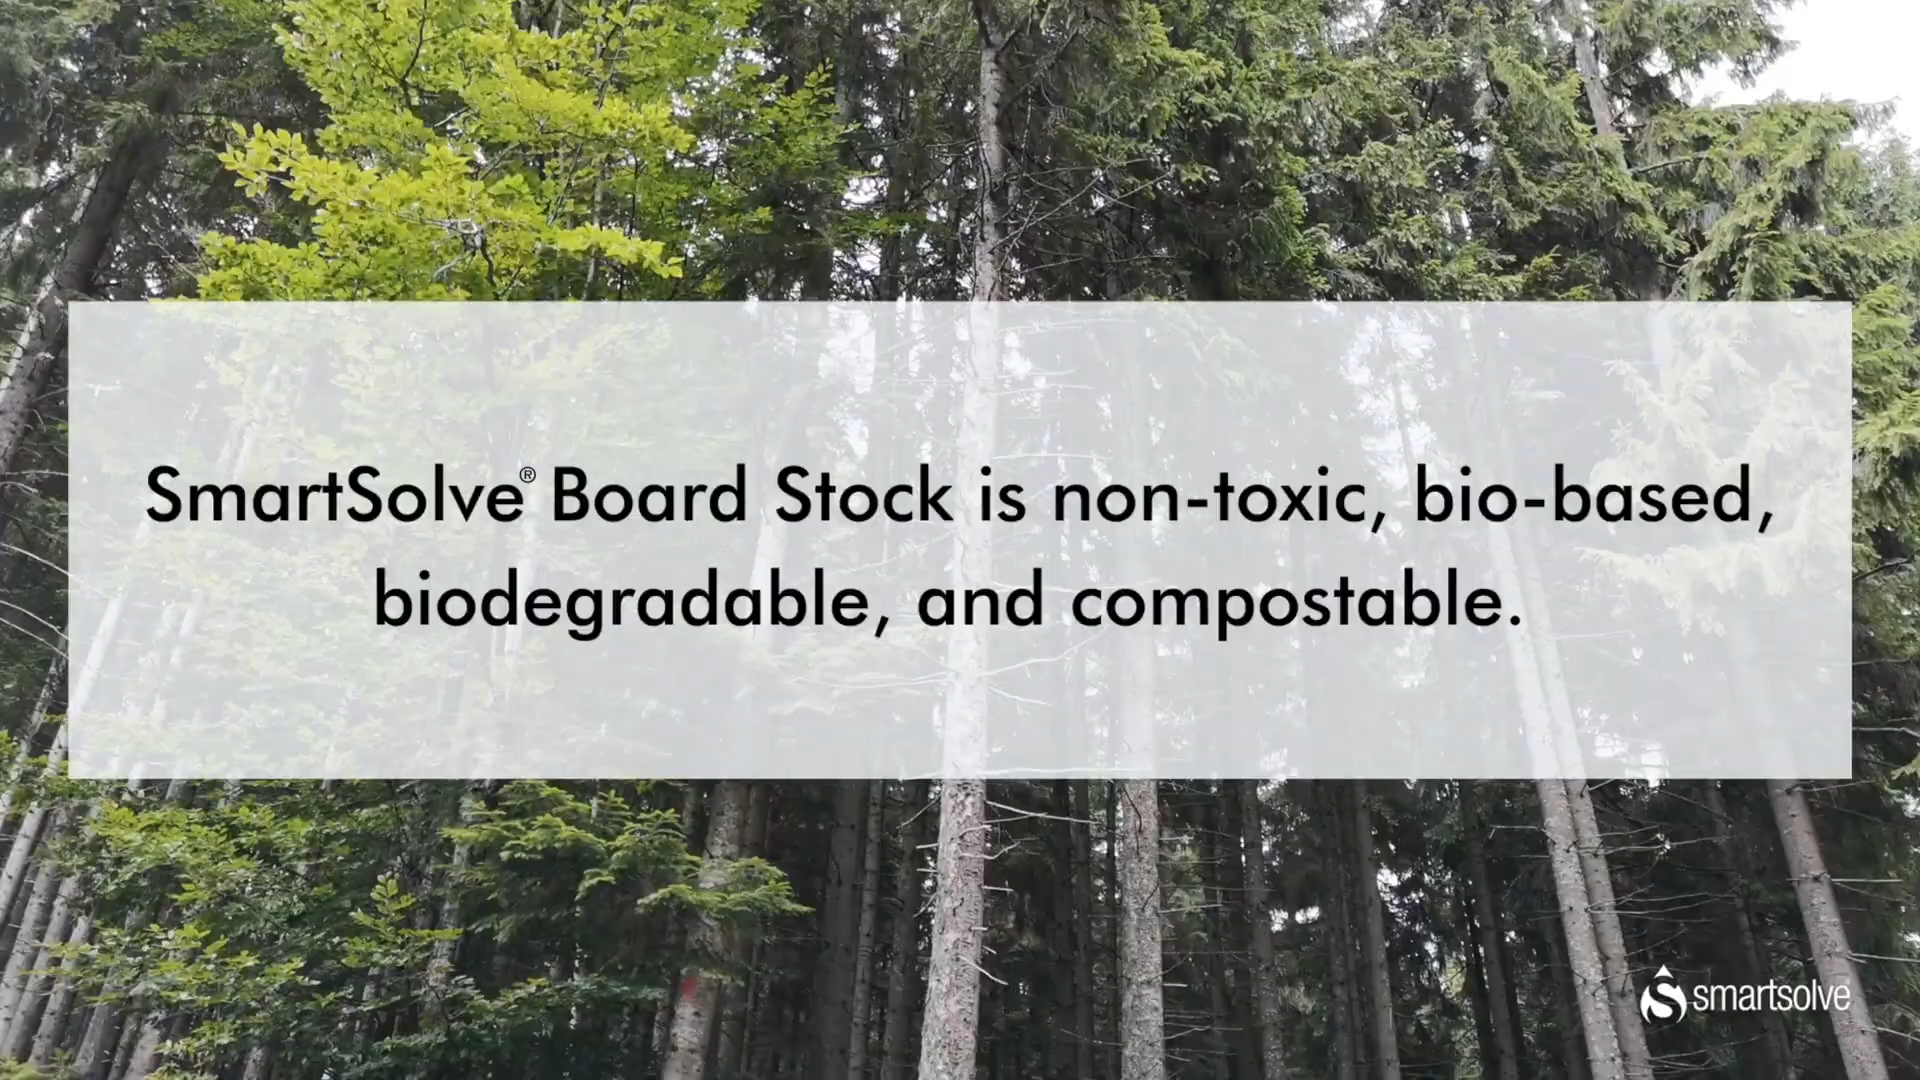 SmartSolve® Board Stock is non-toxic, bio-based,
biodegradable, and compostable.
smartsolve